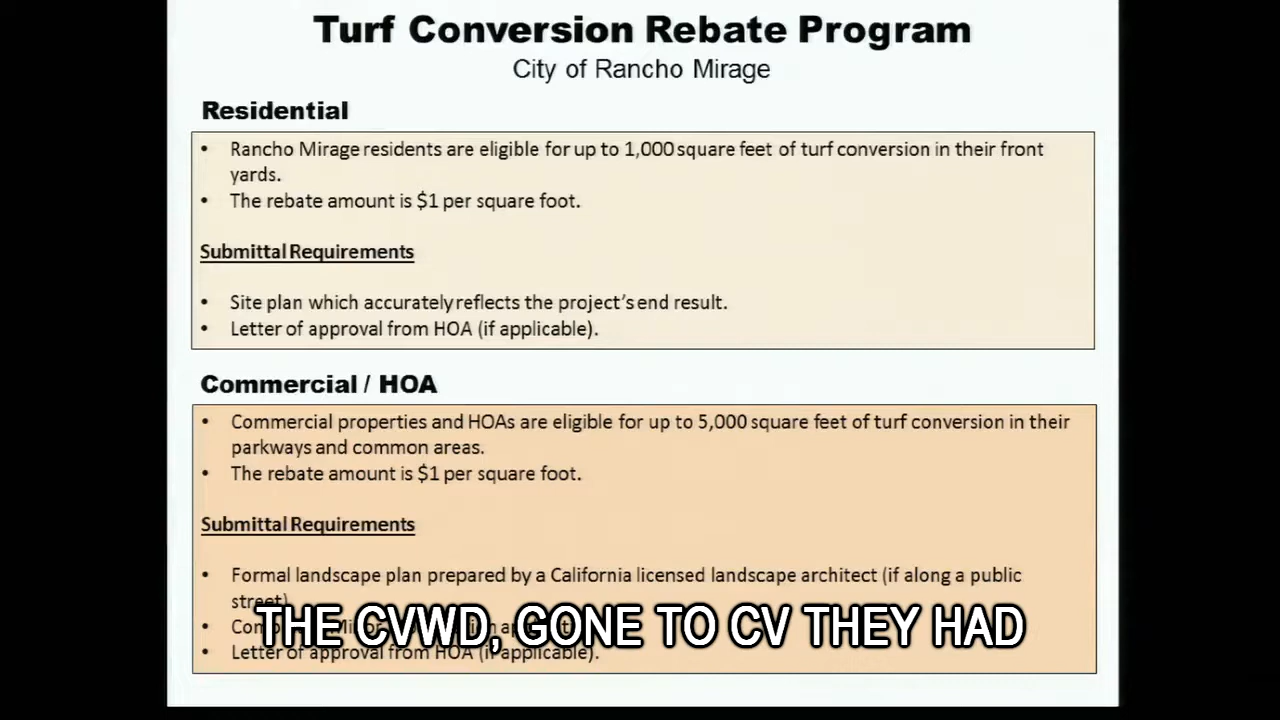 Turf Conversion Rebate Program
City of Rancho Mirage
Residential
• Rancho Mirage residents are eligible for up to 1,000 square feet of turf conversion in their front
yards.
• The rebate amount is $1 per square foot.
Submittal Requirements
• Site plan which accurately reflects the project's end result.
• Letter of approval from HOA (if applicable).
Commercial / HOA
• Commercial properties and HOAs are eligible for up to 5,000 square feet of turf conversion in their
parkways and common areas.
• The rebate amount is $1 per square foot.
Submittal Requirements
• Formal landscape plan prepared by a California licensed landscape architect (if along a public
street).
• Letter of approval from HOA (if applicable).
THE CVWD, GONE TO CV THEY HAD